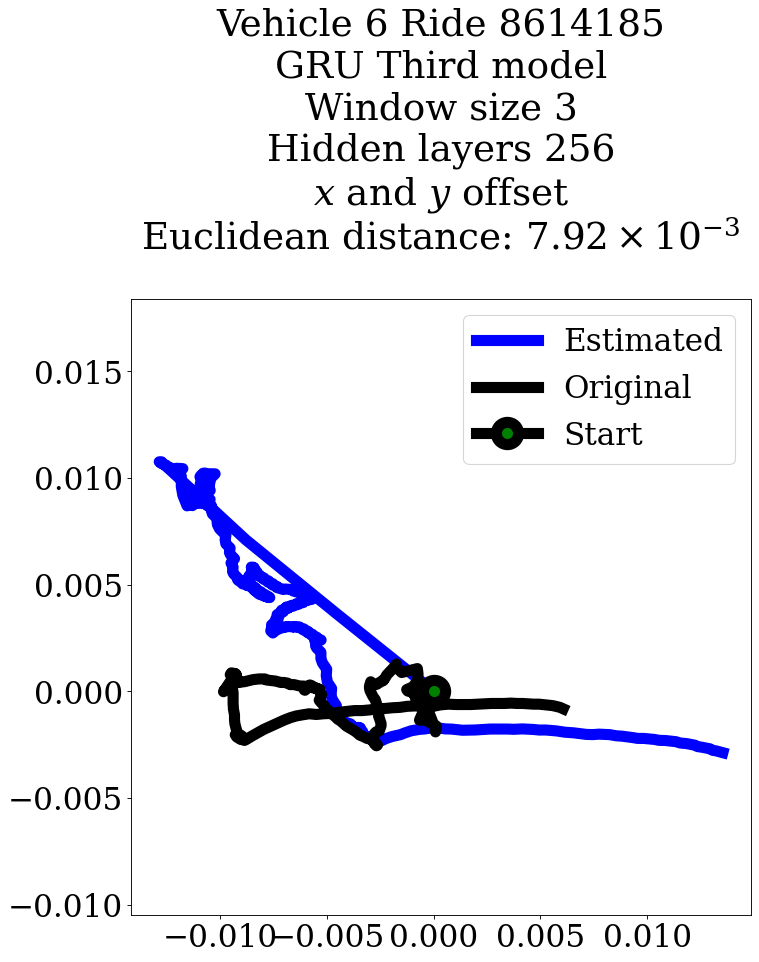 Vehicle 6 Ride 8614185
GRU Third model
Window size 3
Hidden layers 256
x and y offset
Euclidean distance: 7.92 × 10⁻³
Estimated
Original
Start
0.015
0.010
0.005
0.000
−0.005
−0.010
−0.010 −0.005 0.000 0.005 0.010